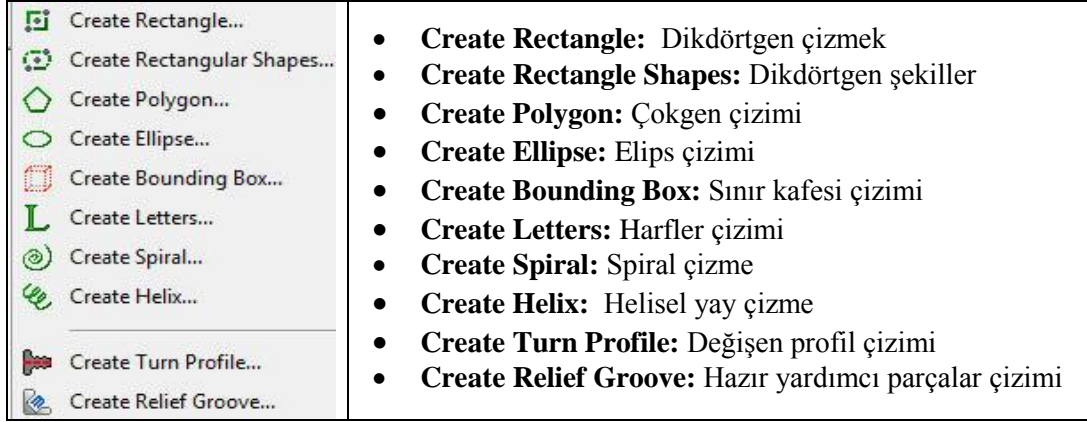 Create Rectangle...
Create Rectangular Shapes...
Create Polygon...
Create Ellipse...
Create Bounding Box...
Create Letters...
Create Spiral...
Create Helix...
Create Turn Profile...
Create Relief Groove...
• Create Rectangle: Dikdörtgen çizmek
• Create Rectangle Shapes: Dikdörtgen şekiller
• Create Polygon: Çokgen çizimi
• Create Ellipse: Elips çizimi
• Create Bounding Box: Sınır kafesi çizimi
• Create Letters: Harfler çizimi
• Create Spiral: Spiral çizme
• Create Helix: Helisel yay çizme
• Create Turn Profile: Değişen profil çizimi
• Create Relief Groove: Hazır yardımcı parçalar çizimi